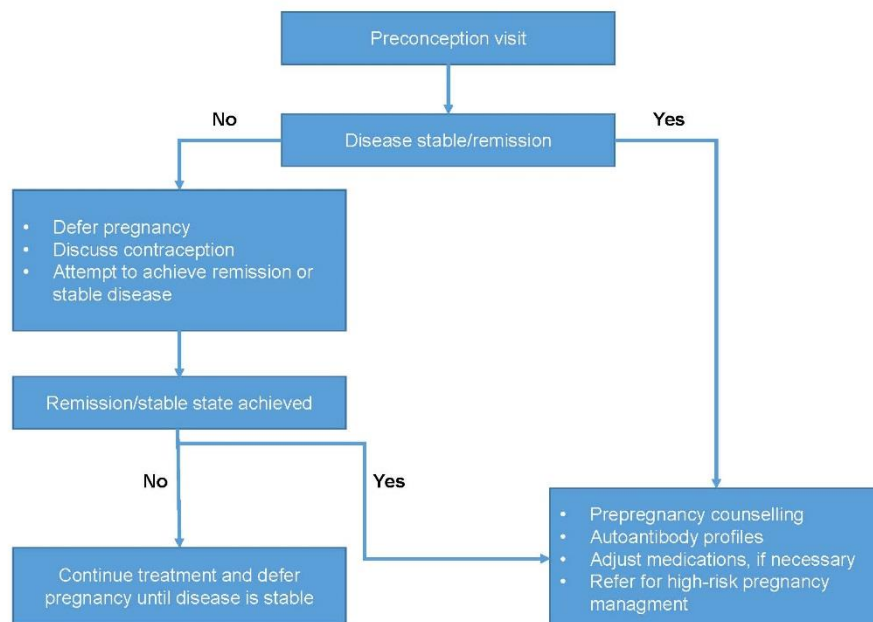 Preconception visit
No
Yes
Disease stable/remission
• Defer pregnancy
• Discuss contraception
• Attempt to achieve remission or
stable disease
Remission/stable state achieved
No
Yes
• Prepregnancy counselling
• Autoantibody profiles
• Adjust medications, if necessary
• Refer for high-risk pregnancy
managment
Continue treatment and defer
pregnancy until disease is stable